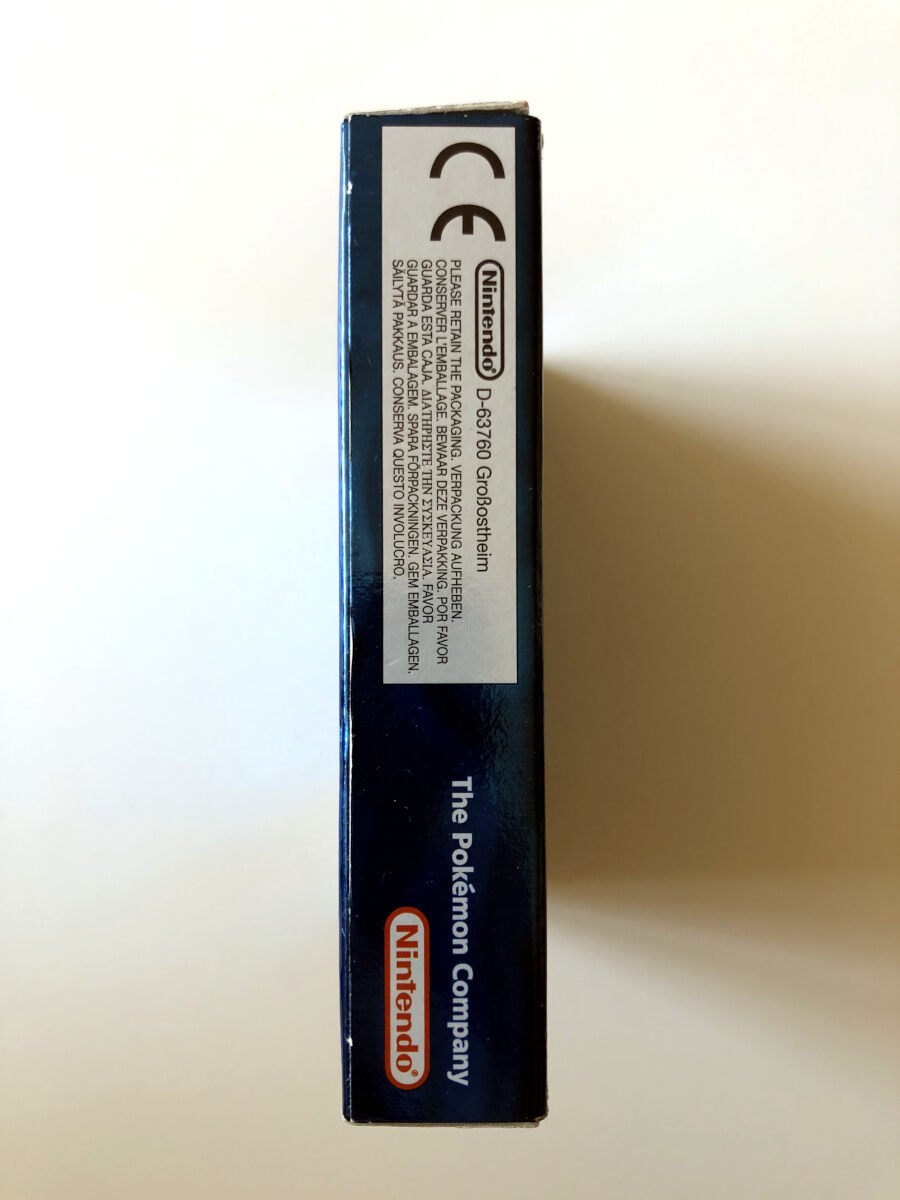 CE
Nintendo® D-63760 Großostheim
PLEASE RETAIN THE PACKAGING. VERPACKUNG AUFHEBEN.
CONSERVER L'EMBALLAGE. BEWAAR DEZE VERPAKKING. POR FAVOR
GUARDA ESTA CAJA. ΔΙΑΤΗΡΗΣΤΕ ΤΗΝ ΣΥΣΚΕΥΑΣΙΑ. FAVOR
GUARDAR A EMBALAGEM. SPARA FÖRPACKNINGEN. GEM EMBALLAGEN.
SÄILYTÄ PAKKAUS. CONSERVA QUESTO INVOLUCRO.
The Pokémon Company
Nintendo®